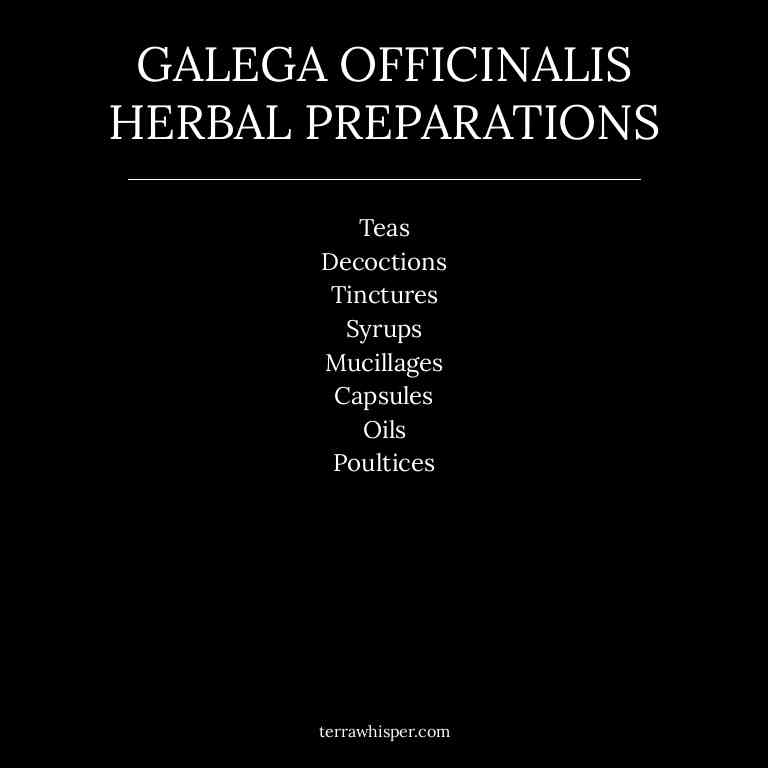 GALEGA OFFICINALIS
HERBAL PREPARATIONS
Teas
Decoctions
Tinctures
Syrups
Mucillages
Capsules
Oils
Poultices
terrawhisper.com